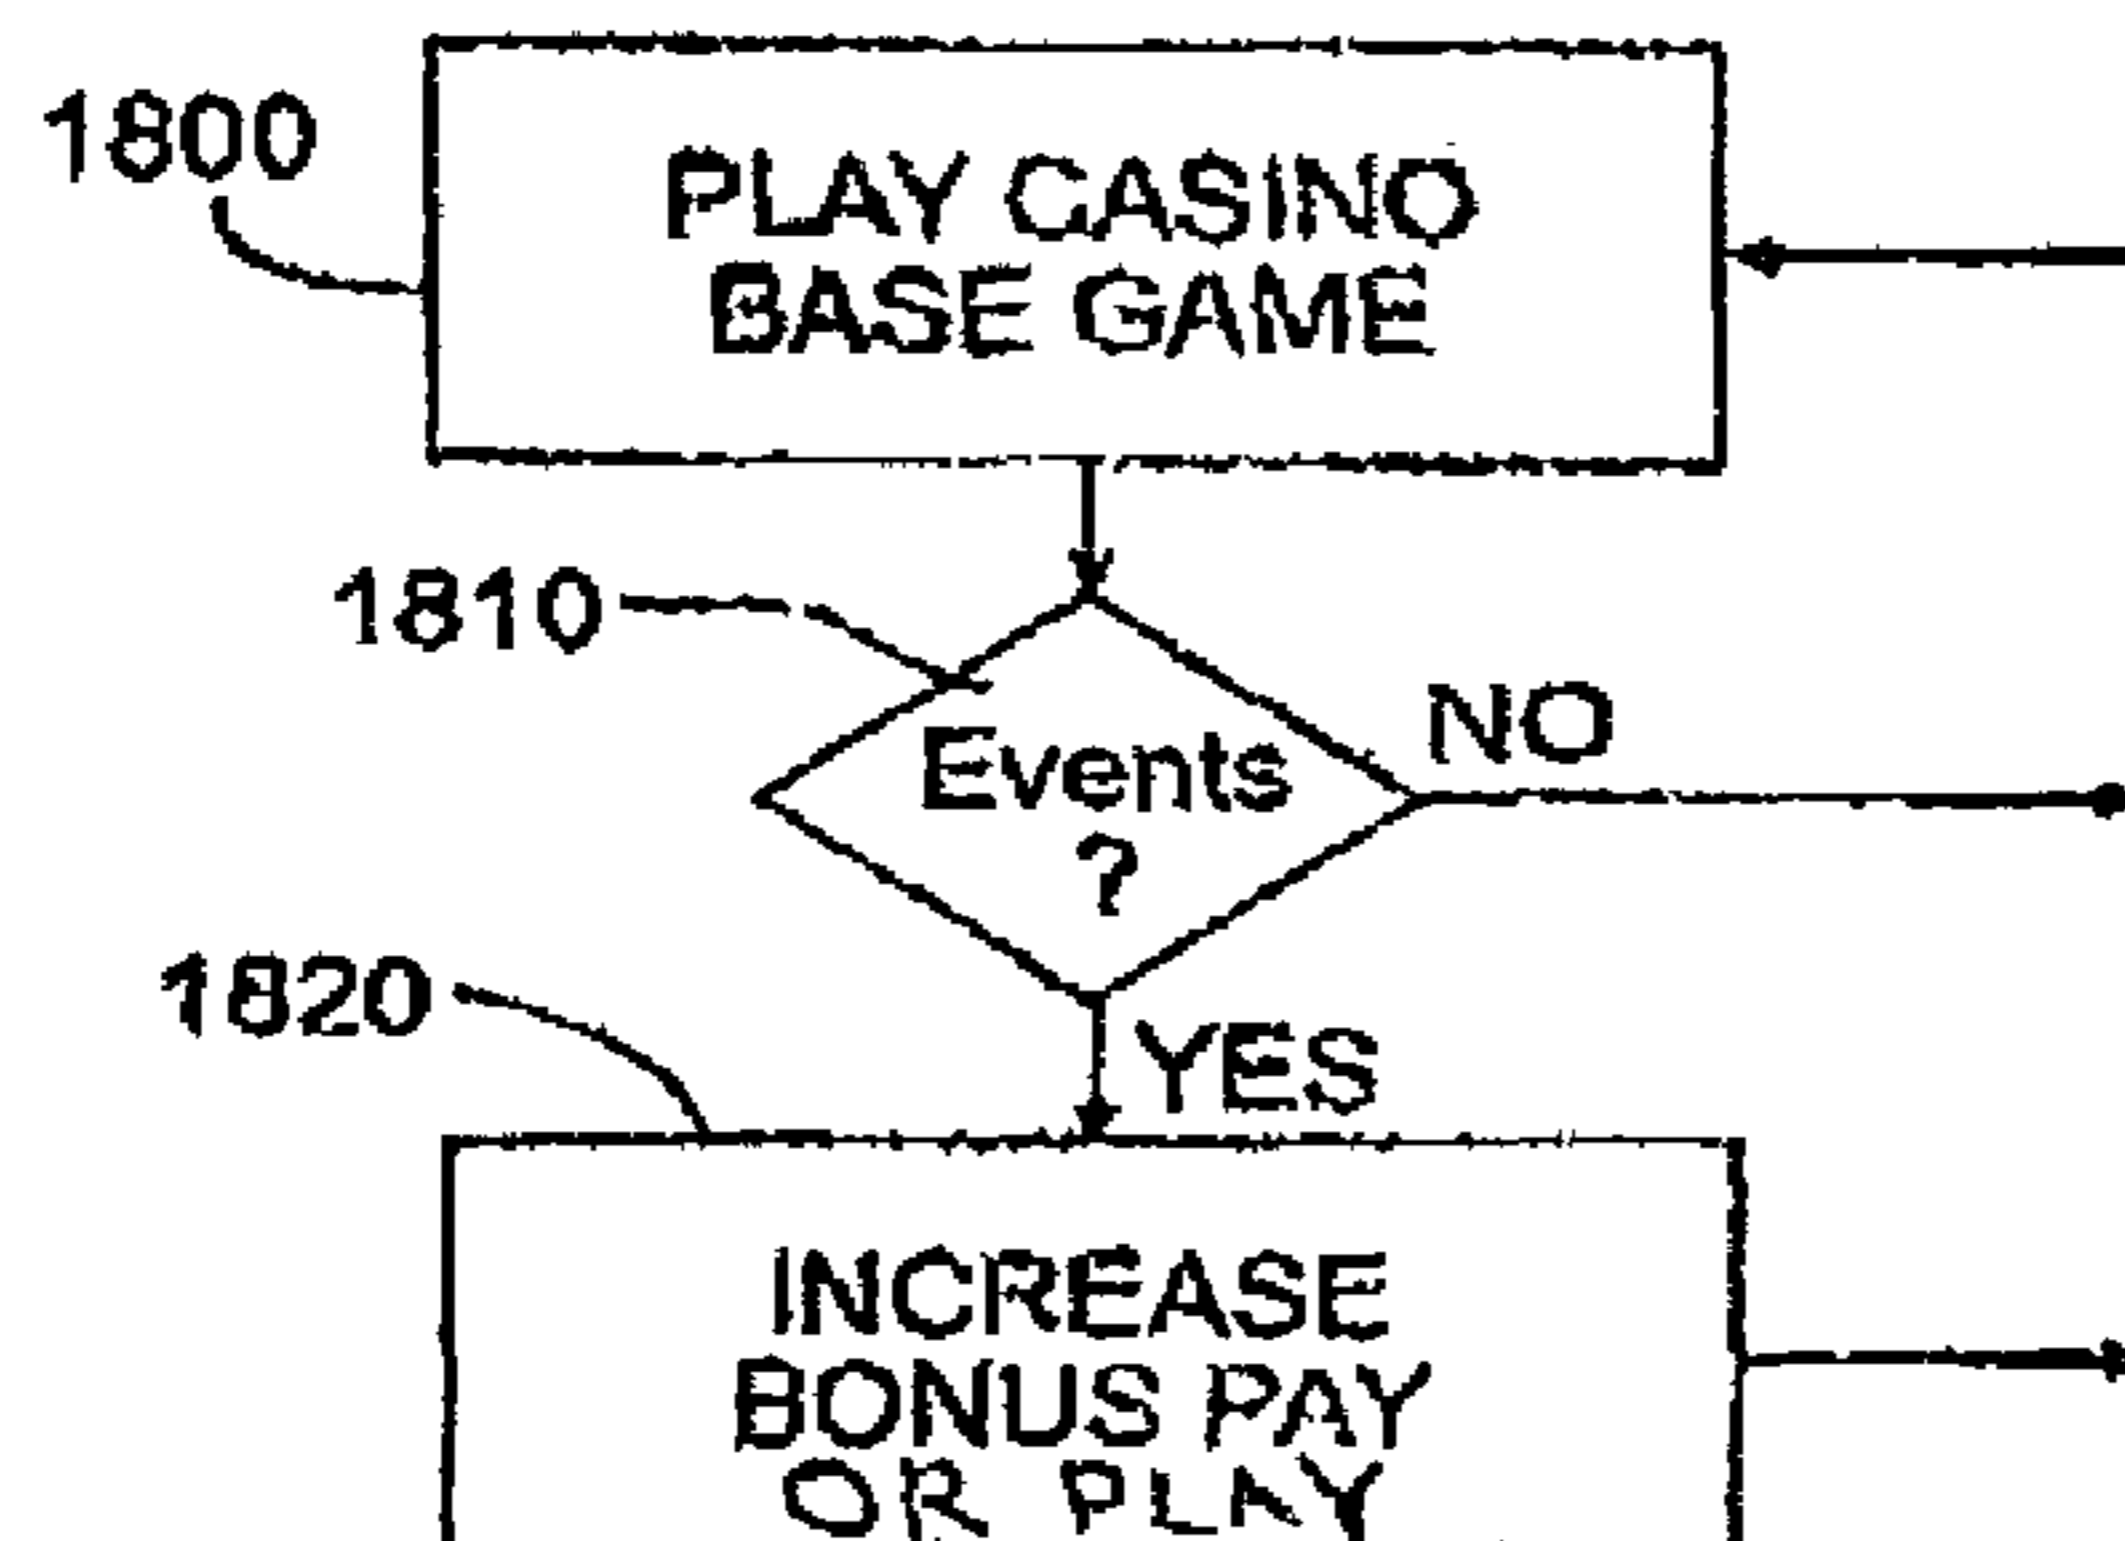 1800
PLAY CASINO
BASE GAME
1810
Events
?
NO
1820
YES
INCREASE
BONUS PAY
OR PLAY